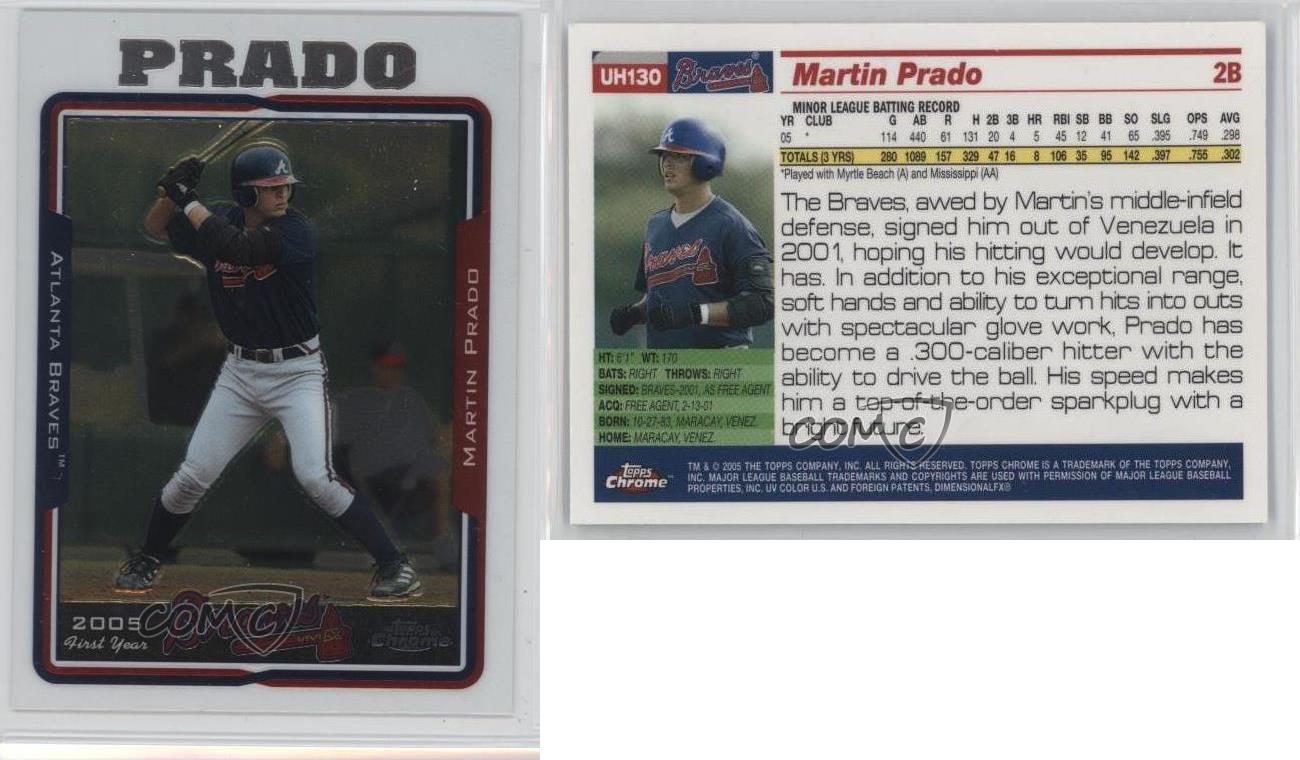 PRADO
ATLANTA BRAVES™
MARTIN PRADO
2005
First Year
Braves
Topps
Chrome
COMC
UH130
Braves
Martin Prado
2B
MINOR LEAGUE BATTING RECORD
YR CLUB G AB R H 2B 3B HR RBI SB BB SO SLG OPS AVG
05 * 114 440 61 131 20 4 5 45 12 41 65 .395 .749 .298
TOTALS (3 YRS) 280 1089 157 329 47 16 8 106 35 95 142 .397 .755 .302
*Played with Myrtle Beach (A) and Mississippi (AA)
The Braves, awed by Martin's middle-infield
defense, signed him out of Venezuela in
2001, hoping his hitting would develop. It
has. In addition to his exceptional range,
soft hands and ability to turn hits into outs
with spectacular glove work, Prado has
become a .300-caliber hitter with the
ability to drive the ball. His speed makes
him a top-of-the-order sparkplug with a
bright future.
Braves
HT: 6'1" WT: 170
BATS: RIGHT THROWS: RIGHT
SIGNED: BRAVES-2001, AS FREE AGENT
ACQ: FREE AGENT, 2-13-01
BORN: 10-27-83, MARACAY, VENEZ.
HOME: MARACAY, VENEZ.
COMC
Topps
Chrome
TM & © 2005 THE TOPPS COMPANY, INC. ALL RIGHTS RESERVED. TOPPS CHROME IS A TRADEMARK OF THE TOPPS COMPANY,
INC. MAJOR LEAGUE BASEBALL TRADEMARKS AND COPYRIGHTS ARE USED WITH PERMISSION OF MAJOR LEAGUE BASEBALL
PROPERTIES, INC. UV COLOR U.S. AND FOREIGN PATENTS, DIMENSIONALFX®